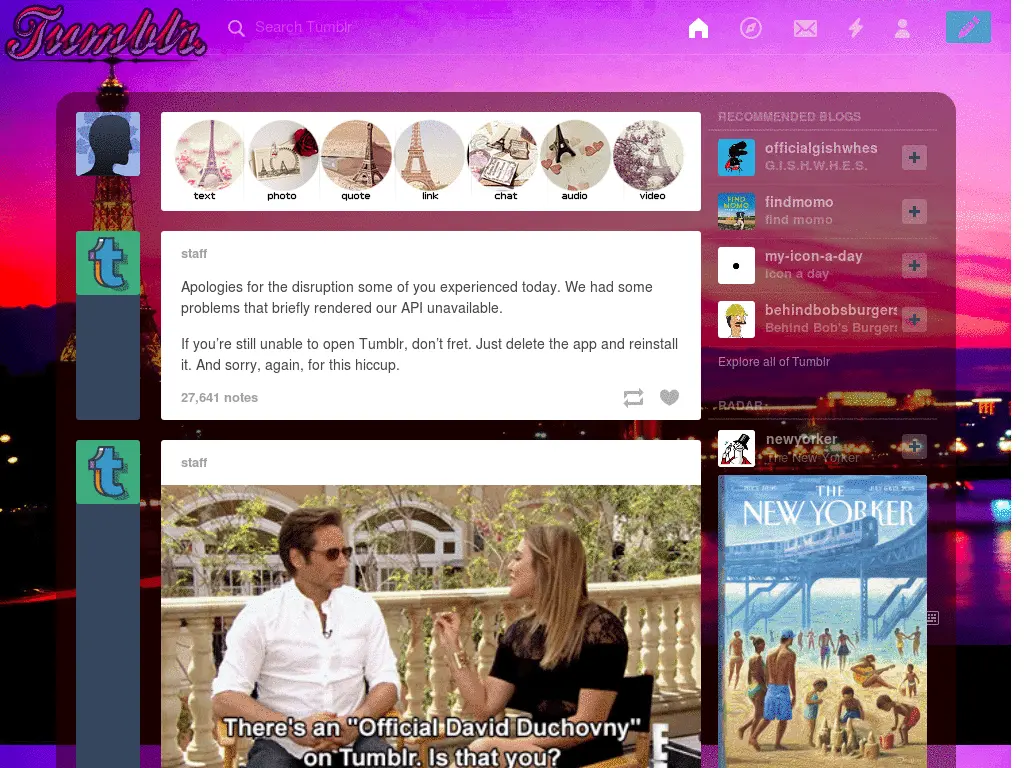 Tumblr.
Search Tumblr
text photo quote link chat audio video
staff
Apologies for the disruption some of you experienced today. We had some
problems that briefly rendered our API unavailable.
If you’re still unable to open Tumblr, don’t fret. Just delete the app and reinstall
it. And sorry, again, for this hiccup.
27,641 notes
staff
There's an "Official David Duchovny"
on Tumblr. Is that you?
E
RECOMMENDED BLOGS
officialgishwhes
G.I.S.H.W.H.E.S.
FIND
MOMO
findmomo
find momo
my-icon-a-day
Icon a day
behindbobsburgers
Behind Bob's Burgers
Explore all of Tumblr
RADAR
newyorker
The New Yorker
THE
NEW YORKER